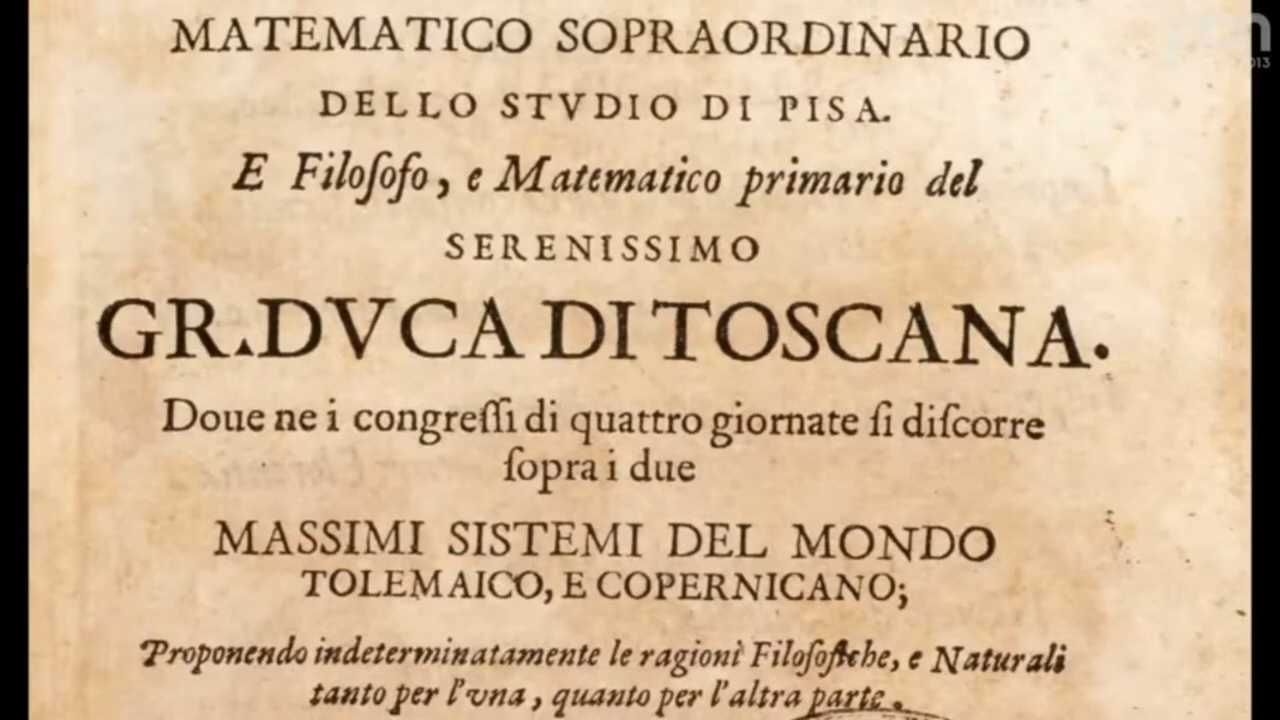 MATEMATICO SOPRAORDINARIO
DELLO STVDIO DI PISA.
E Filoſofo, e Matematico primario del
SERENISSIMO
GR.DVCA DI TOSCANA.
Doue ne i congreſſi di quattro giornate ſi diſcorre
ſopra i due
MASSIMI SISTEMI DEL MONDO
TOLEMAICO, E COPERNICANO;
Proponendo indeterminatamente le ragioni Filoſofiche, e Naturali
tanto per l'vna, quanto per l'altra parte.